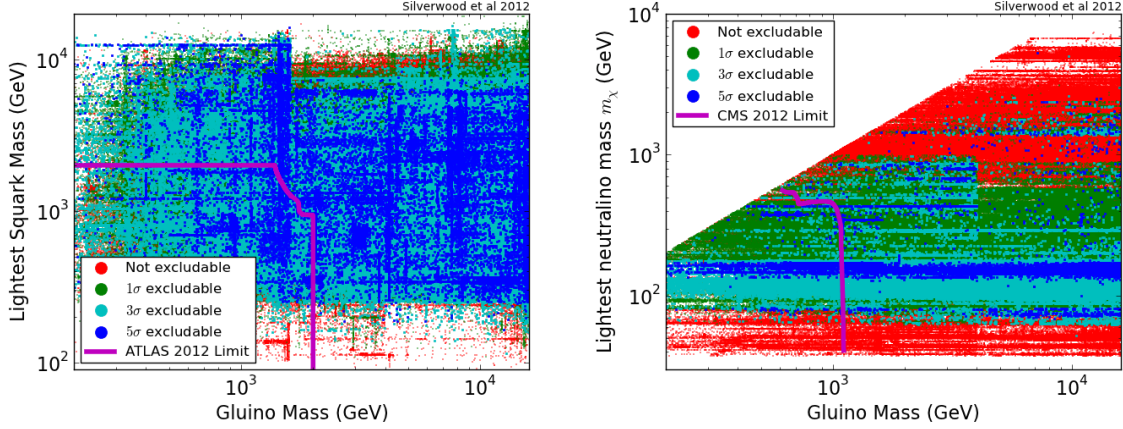 Silverwood et al 2012
10⁴
10³
10²
Lightest Squark Mass (GeV)
Not excludable
1σ excludable
3σ excludable
5σ excludable
ATLAS 2012 Limit
10³
10⁴
Gluino Mass (GeV)
Silverwood et al 2012
10⁴
10³
10²
Lightest neutralino mass mᵪ (GeV)
Not excludable
1σ excludable
3σ excludable
5σ excludable
CMS 2012 Limit
10³
10⁴
Gluino Mass (GeV)